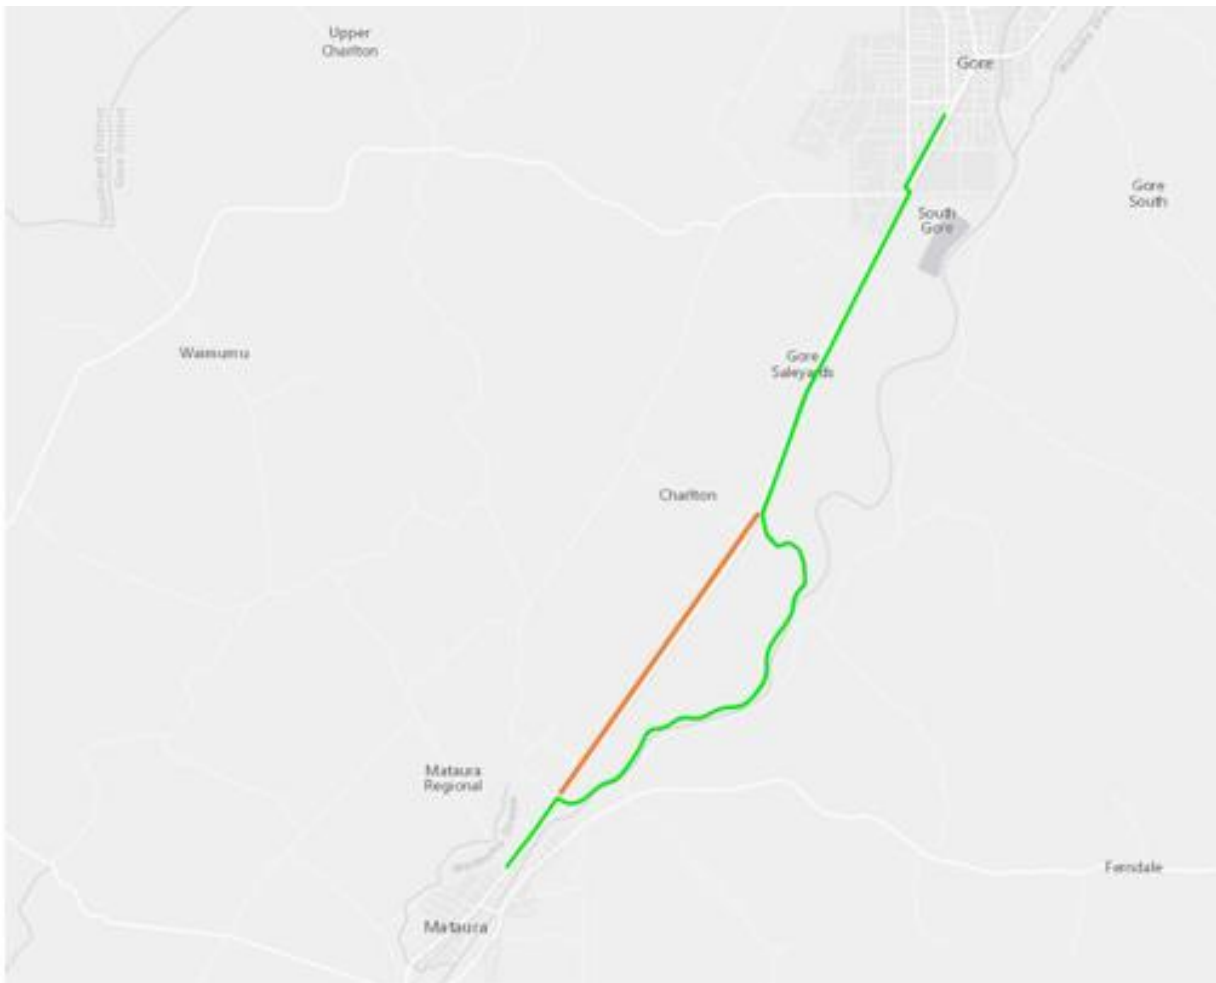 Upper
Charlton
Gore
Gore
South
South
Gore
Waimumu
Gore
Saleyards
Charlton
Mataura
Regional
Ferndale
Mataura